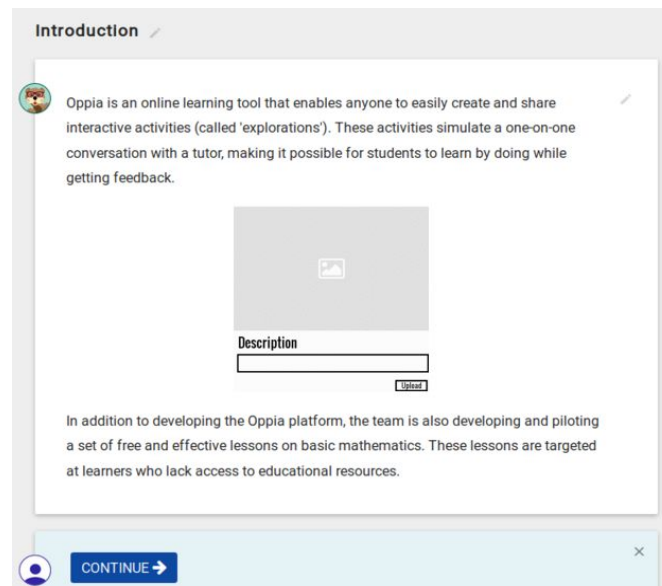 Introduction
Oppia is an online learning tool that enables anyone to easily create and share
interactive activities (called 'explorations'). These activities simulate a one-on-one
conversation with a tutor, making it possible for students to learn by doing while
getting feedback.
Description
Upload
In addition to developing the Oppia platform, the team is also developing and piloting
a set of free and effective lessons on basic mathematics. These lessons are targeted
at learners who lack access to educational resources.
CONTINUE